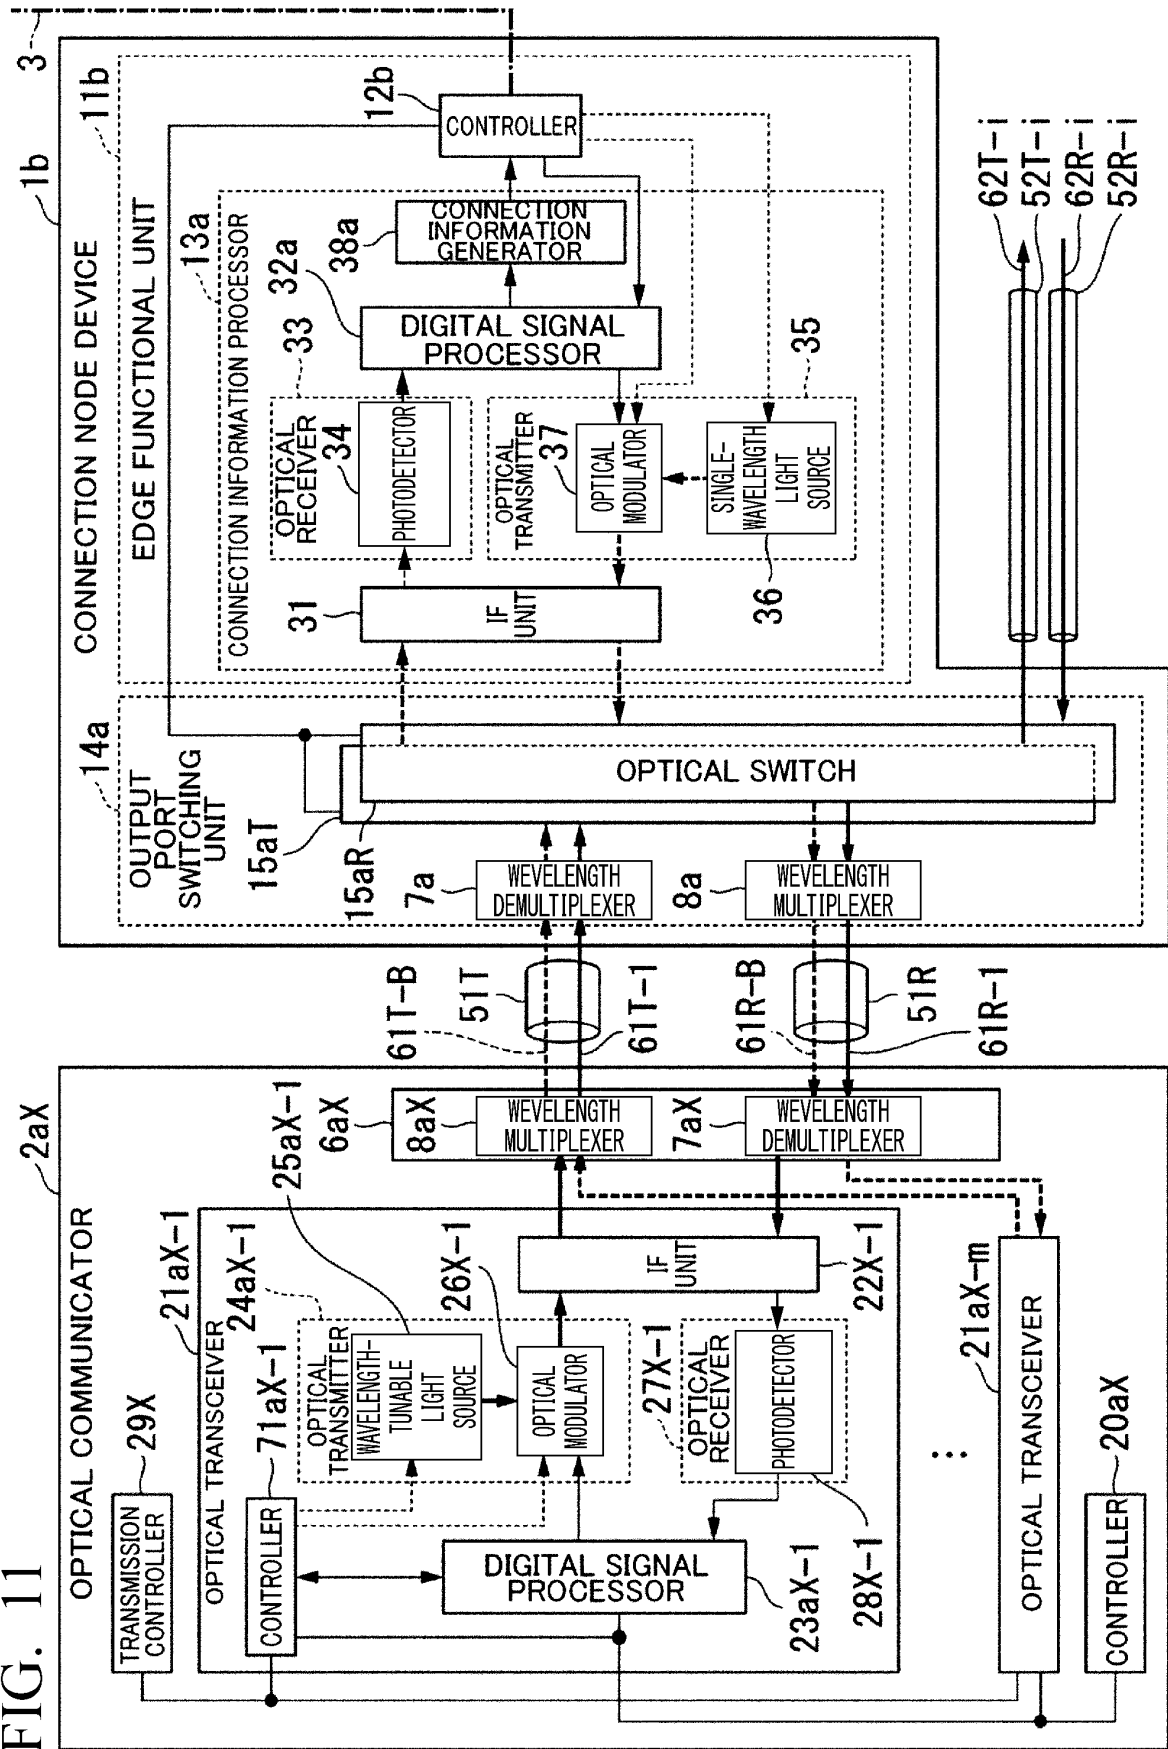 FIG. 11
2aX
OPTICAL COMMUNICATOR
29X
TRANSMISSION
CONTROLLER
21aX-1
OPTICAL TRANSCEIVER
71aX-1
CONTROLLER
24aX-1
OPTICAL
TRANSMITTER
25aX-1
WAVELENGTH-
TUNABLE
LIGHT
SOURCE
26X-1
OPTICAL
MODULATOR
DIGITAL SIGNAL
PROCESSOR
23aX-1
27X-1
OPTICAL
RECEIVER
PHOTODETECTOR
28X-1
IF
UNIT
22X-1
6aX
8aX
WEVELENGTH
MULTIPLEXER
7aX
WEVELENGTH
DEMULTIPLEXER
21aX-m
OPTICAL TRANSCEIVER
20aX
CONTROLLER
61T-B
51T
61T-1
61R-B
51R
61R-1
1b
CONNECTION NODE DEVICE
14a
OUTPUT
PORT
SWITCHING
UNIT
15aT
15aR
7a
WEVELENGTH
DEMULTIPLEXER
8a
WEVELENGTH
MULTIPLEXER
OPTICAL SWITCH
11b
EDGE FUNCTIONAL UNIT
13a
CONNECTION INFORMATION PROCESSOR
31
IF
UNIT
33
OPTICAL
RECEIVER
34
PHOTODETECTOR
32a
DIGITAL SIGNAL
PROCESSOR
38a
CONNECTION
INFORMATION
GENERATOR
12b
CONTROLLER
3
35
OPTICAL
TRANSMITTER
37
OPTICAL
MODULATOR
SINGLE-
WAVELENGTH
LIGHT
SOURCE
36
62T-i
52T-i
62R-i
52R-i